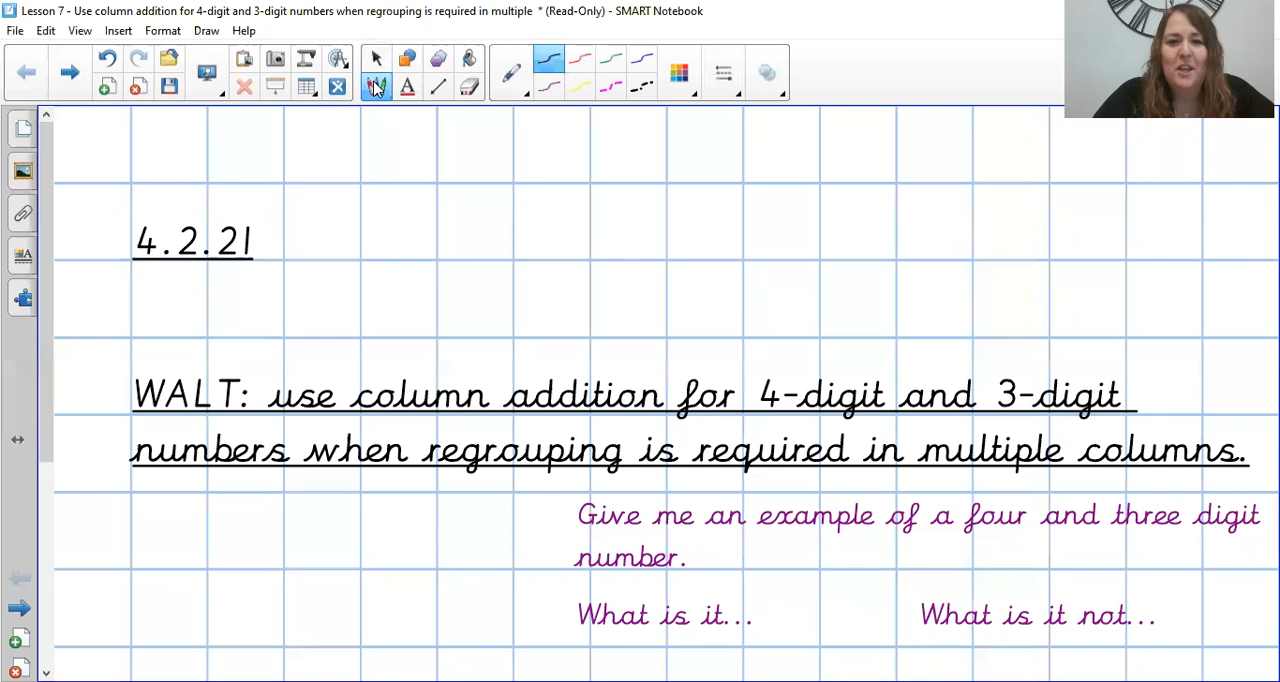 Lesson 7 - Use column addition for 4-digit and 3-digit numbers when regrouping is required in multiple * (Read-Only) - SMART Notebook
File Edit View Insert Format Draw Help
4.2.21
WALT: use column addition for 4-digit and 3-digit
numbers when regrouping is required in multiple columns.
Give me an example of a four and three digit
number.
What is it... What is it not...